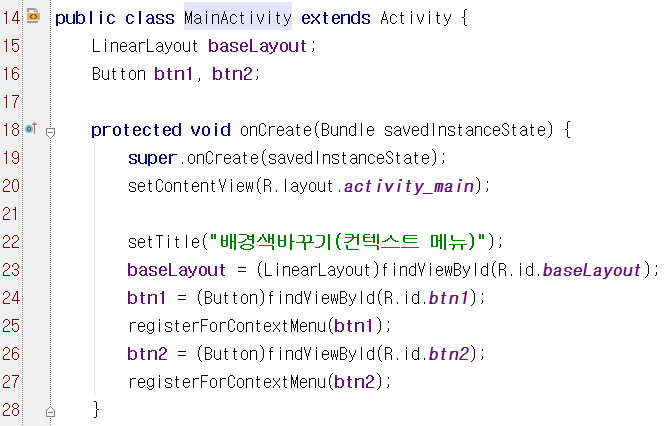 14 public class MainActivity extends Activity {
15 LinearLayout baseLayout;
16 Button btn1, btn2;
17
18 protected void onCreate(Bundle savedInstanceState) {
19 super.onCreate(savedInstanceState);
20 setContentView(R.layout.activity_main);
21
22 setTitle("배경색바꾸기(컨텍스트 메뉴)");
23 baseLayout = (LinearLayout)findViewById(R.id.baseLayout);
24 btn1 = (Button)findViewById(R.id.btn1);
25 registerForContextMenu(btn1);
26 btn2 = (Button)findViewById(R.id.btn2);
27 registerForContextMenu(btn2);
28 }